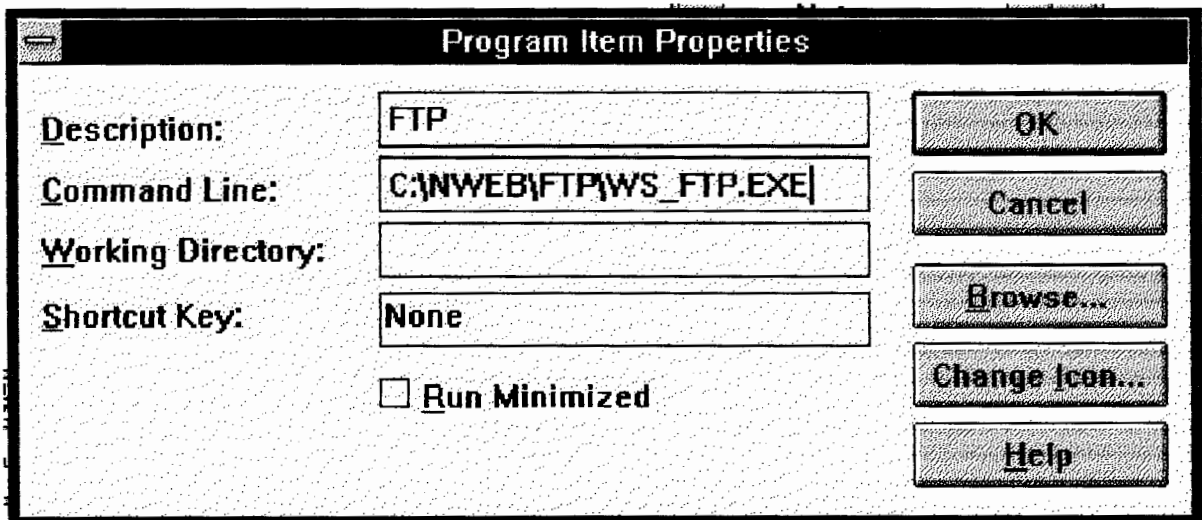 Program Item Properties
Description: FTP
Command Line: C:\NWEB\FTP\WS_FTP.EXE
Working Directory:
Shortcut Key: None
Run Minimized
OK
Cancel
Browse...
Change Icon...
Help